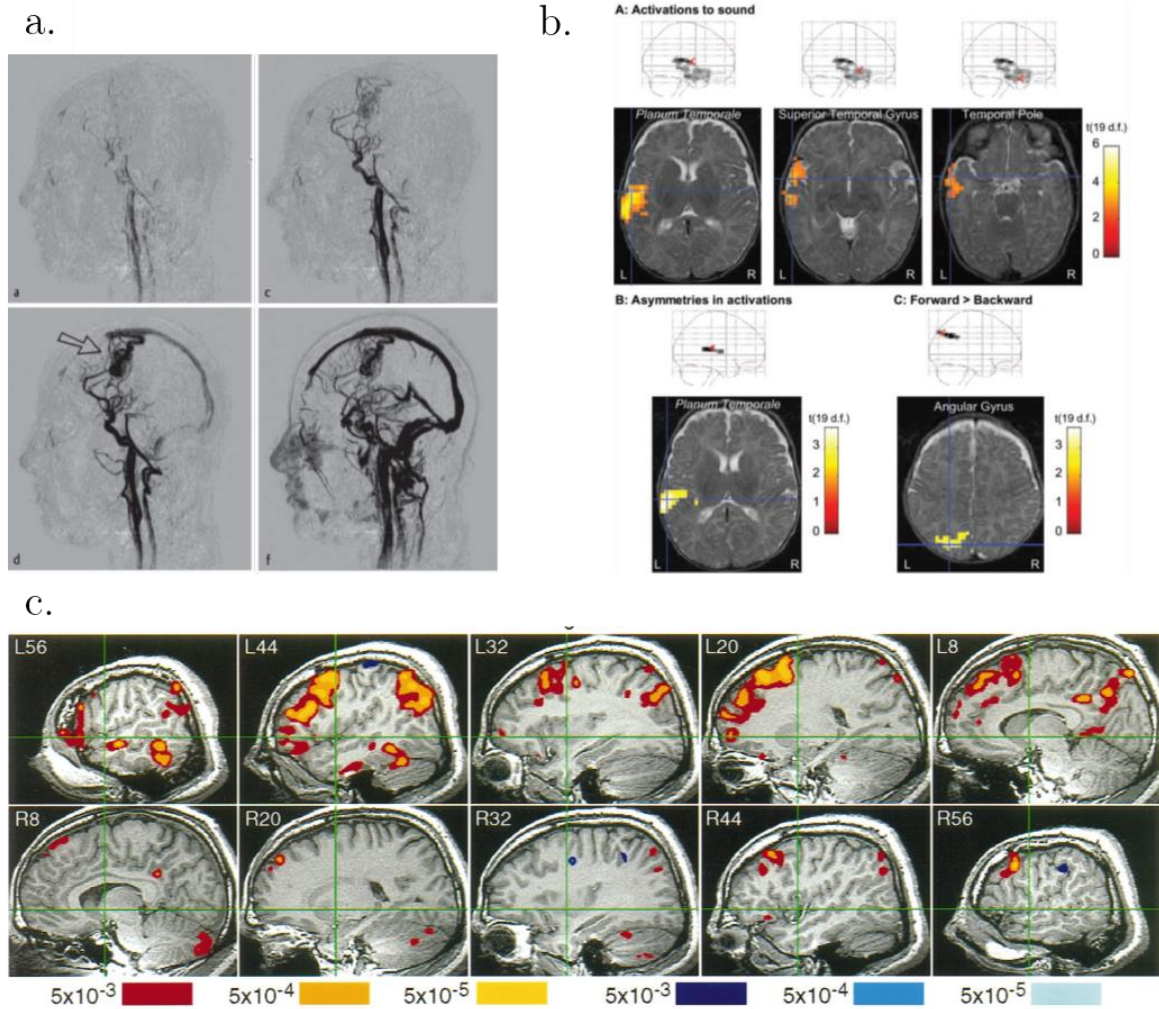 a.
a
c
d
f
b.
A: Activations to sound
Planum Temporale
Superior Temporal Gyrus
Temporal Pole
t(19 d.f.)
6
4
2
0
L
R
L
R
L
R
B: Asymmetries in activations
C: Forward > Backward
Planum Temporale
t(19 d.f.)
3
2
1
0
L
R
Angular Gyrus
t(19 d.f.)
3
2
1
0
L
R
c.
L56
L44
L32
L20
L8
R8
R20
R32
R44
R56
5x10⁻³
5x10⁻⁴
5x10⁻⁵
5x10⁻³
5x10⁻⁴
5x10⁻⁵